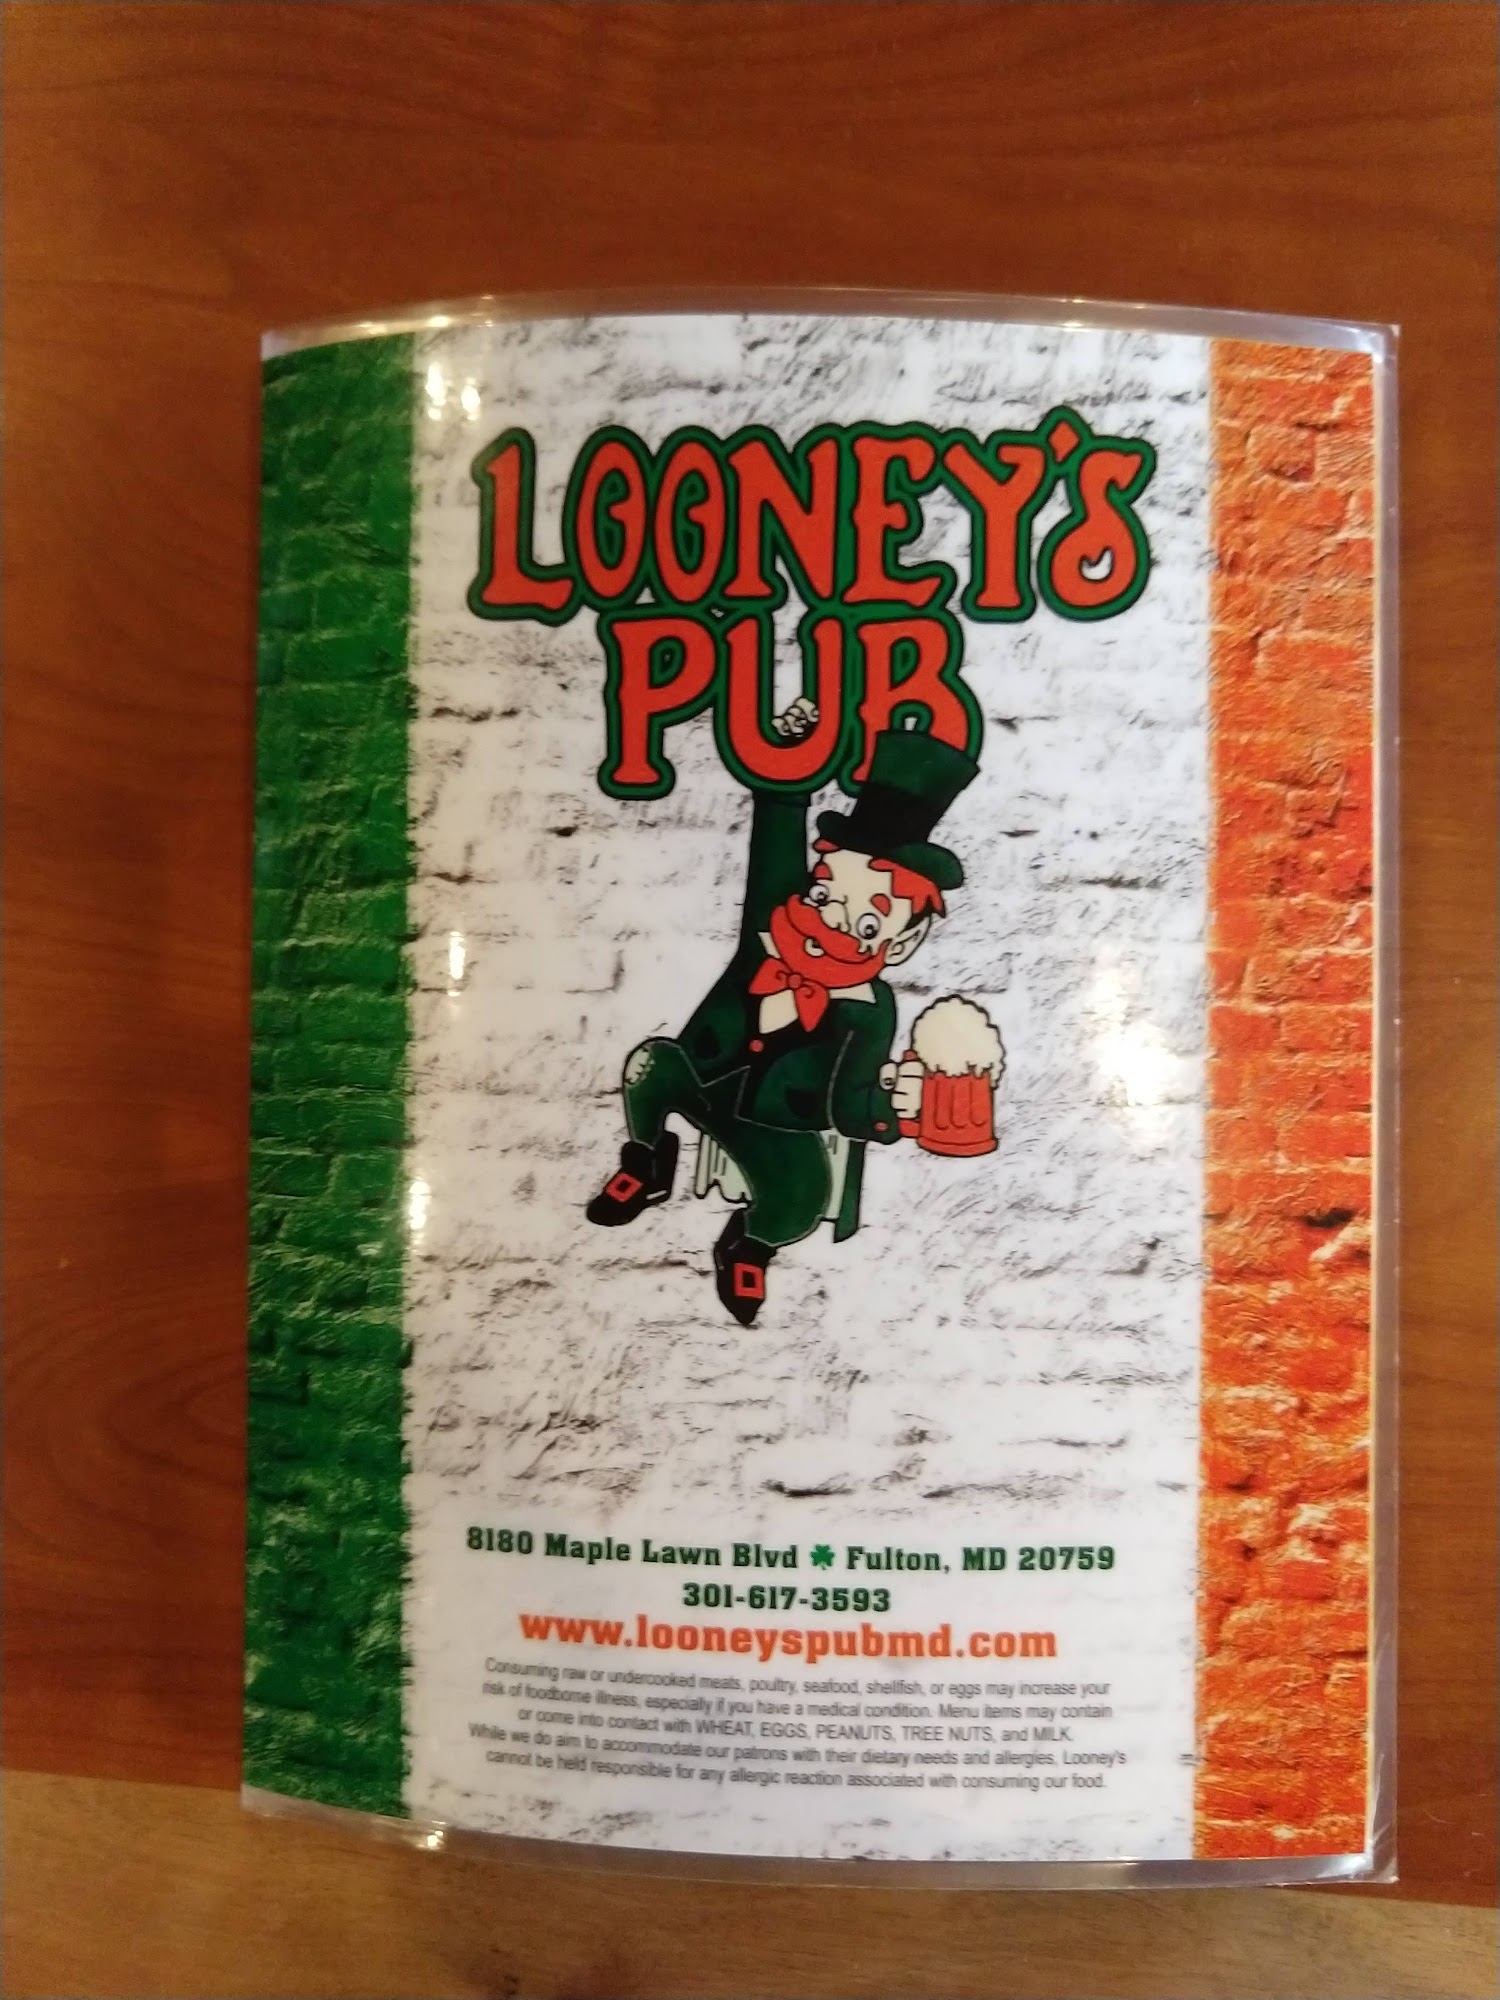 LOONEY'S
PUB
8180 Maple Lawn Blvd ☘ Fulton, MD 20759
301-617-3593
www.looneyspubmd.com
Consuming raw or undercooked meats, poultry, seafood, shellfish, or eggs may increase your
risk of foodborne illness, especially if you have a medical condition. Menu items may contain
or come into contact with WHEAT, EGGS, PEANUTS, TREE NUTS, and MILK.
While we do aim to accommodate our patrons with their dietary needs and allergies, Looney's
cannot be held responsible for any allergic reaction associated with consuming our food.